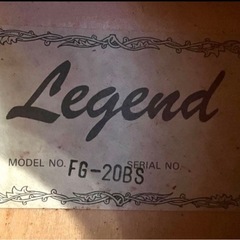 Legend
MODEL NO. FG-20BS SERIAL NO.